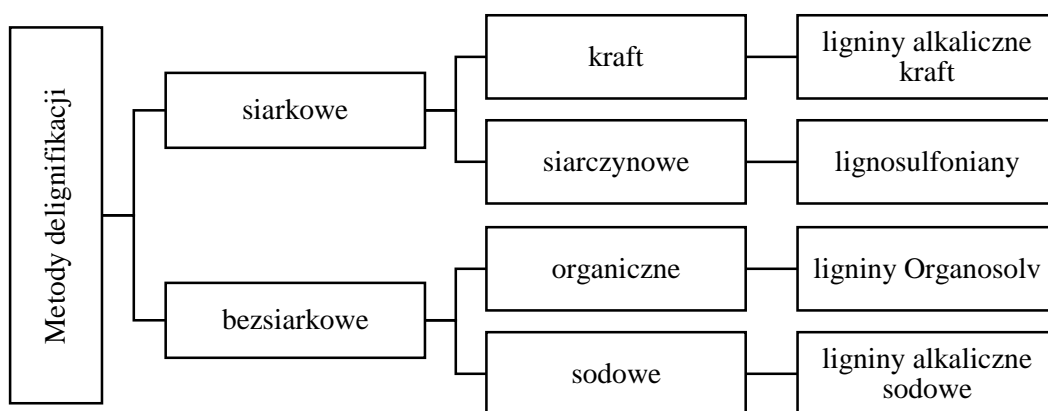 Metody delignifikacji
siarkowe
kraft
ligniny alkaliczne
kraft
siarczynowe
lignosulfoniany
bezsiarkowe
organiczne
ligniny Organosolv
sodowe
ligniny alkaliczne
sodowe